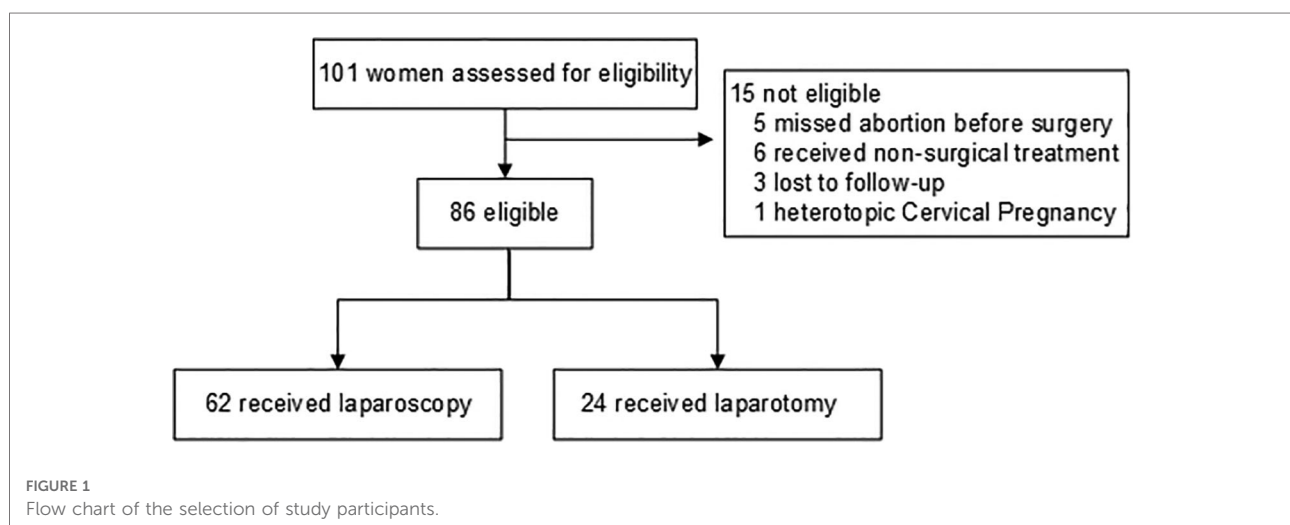 101 women assessed for eligibility
15 not eligible
5 missed abortion before surgery
6 received non-surgical treatment
3 lost to follow-up
1 heterotopic Cervical Pregnancy
86 eligible
62 received laparoscopy
24 received laparotomy
FIGURE 1
Flow chart of the selection of study participants.